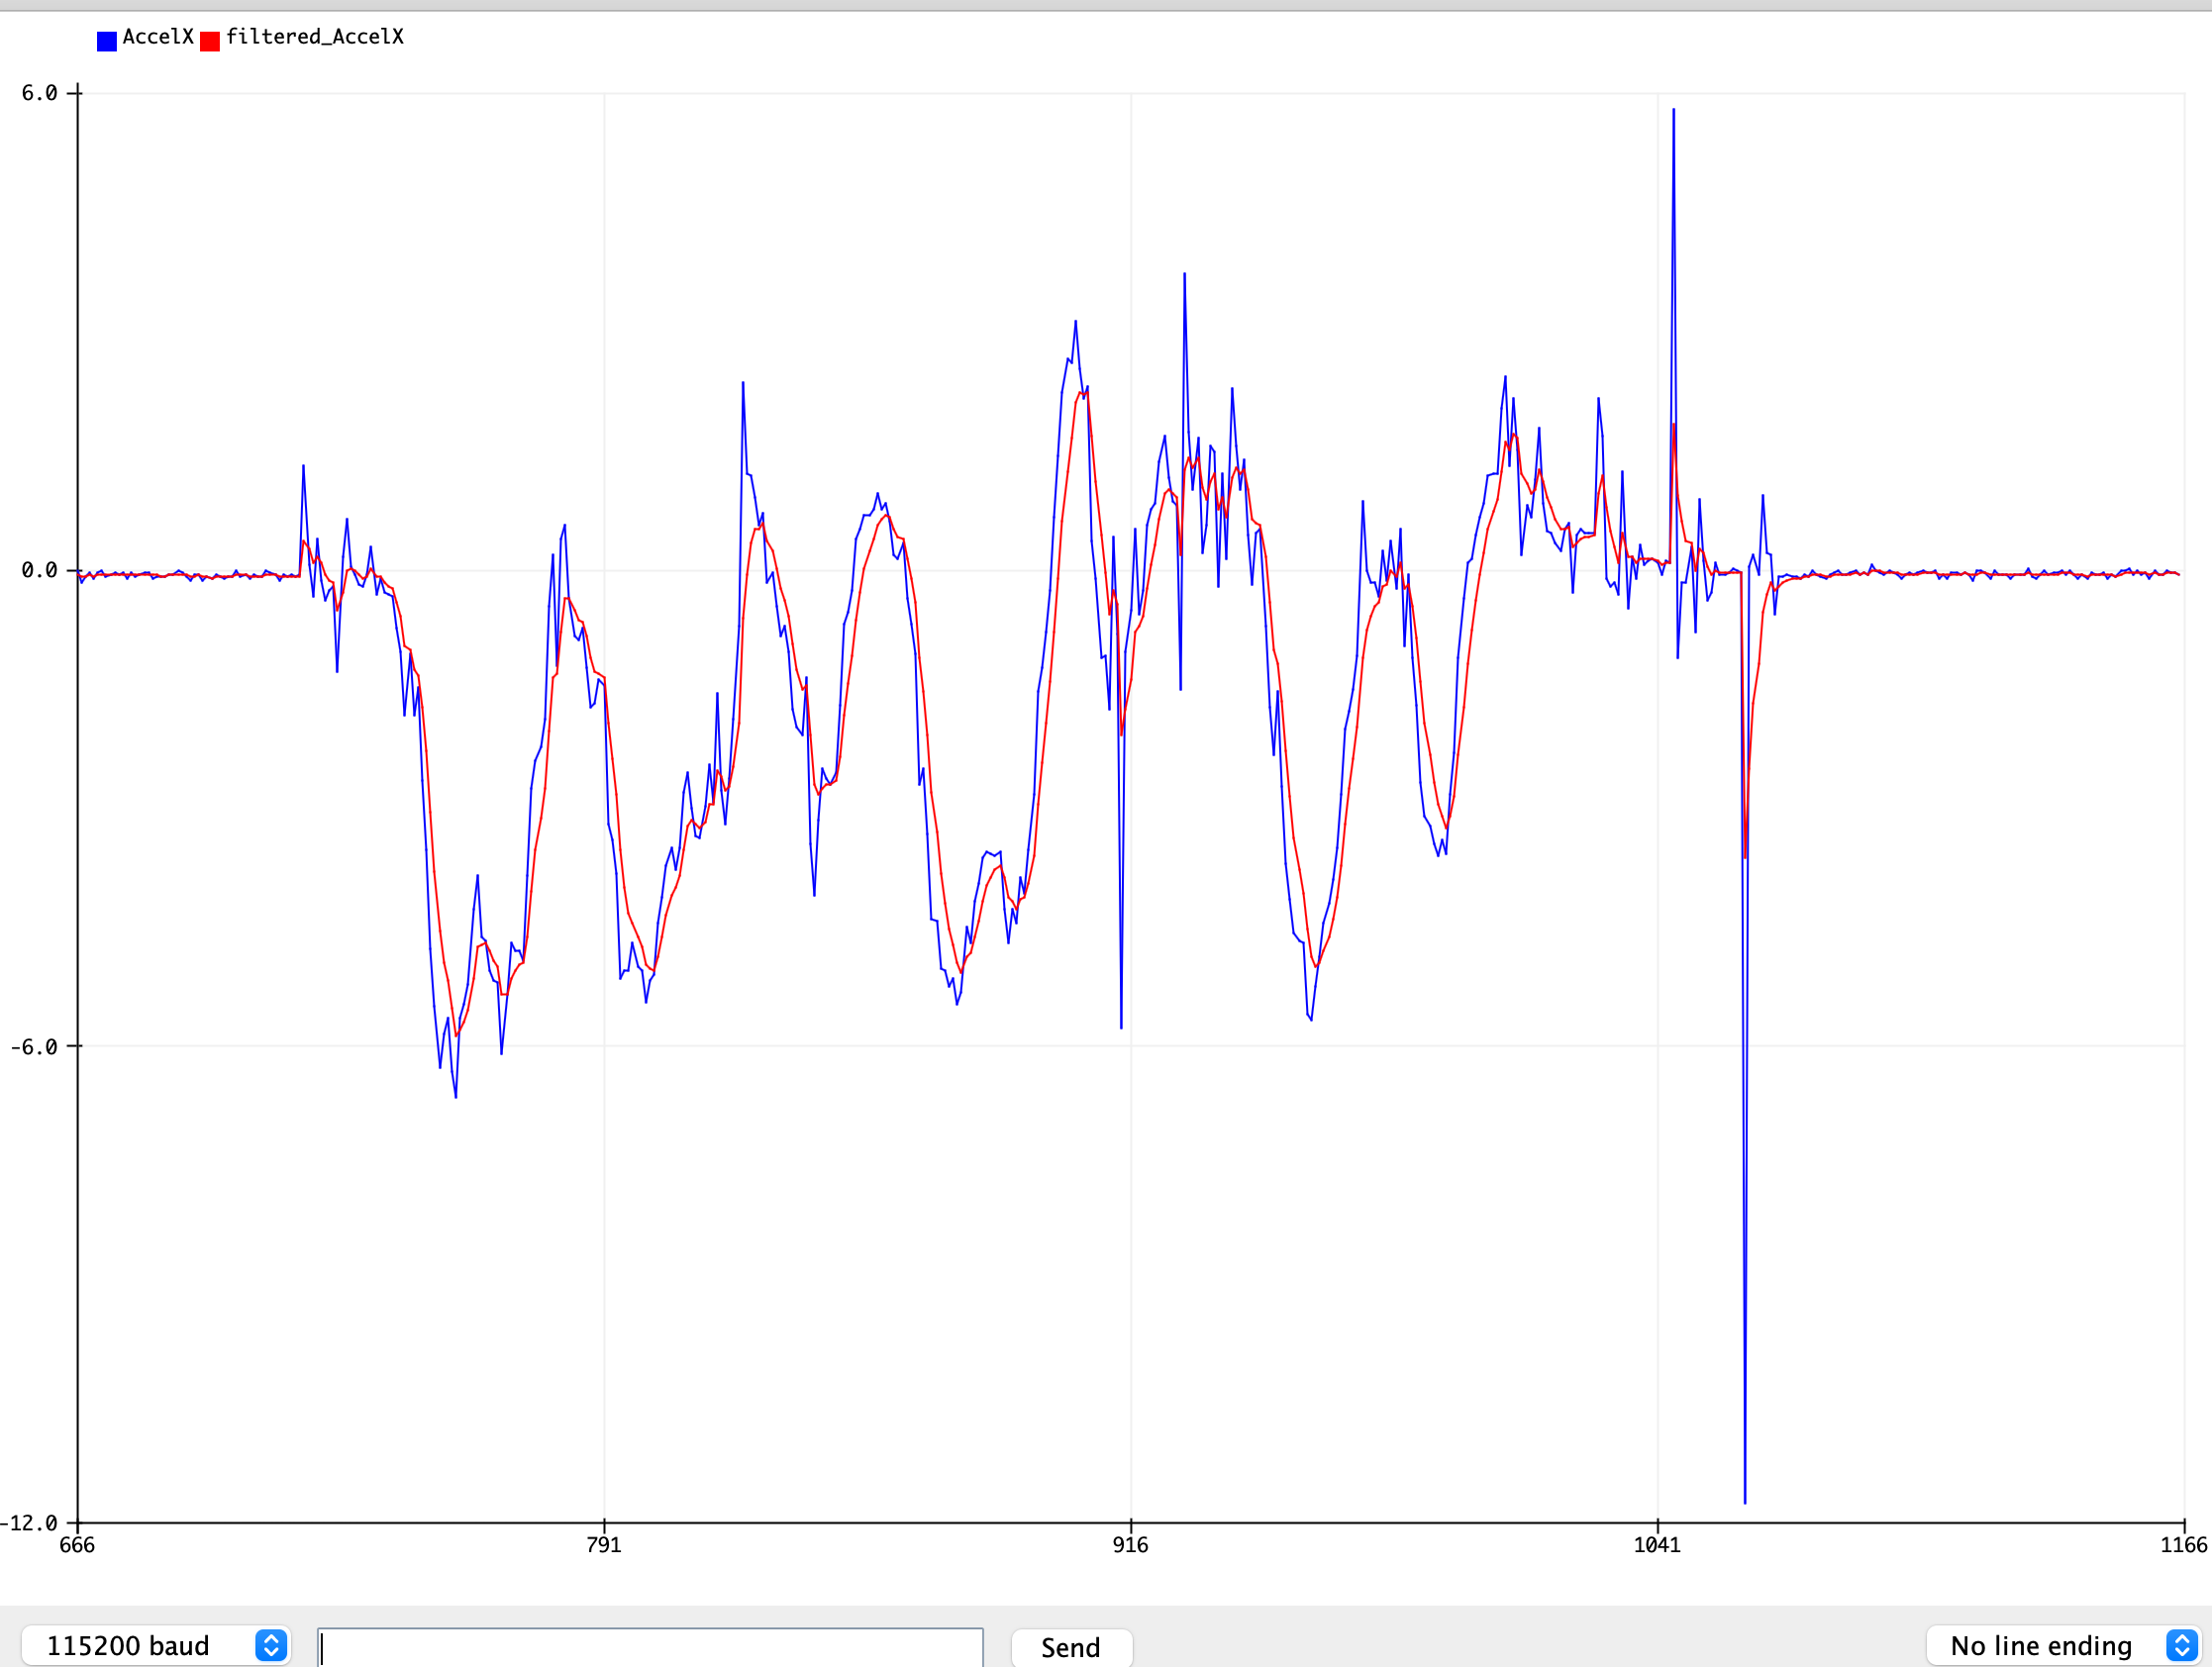 AccelX filtered_AccelX
6.0
0.0
-6.0
-12.0
666 791 916 1041 1166
115200 baud Send No line ending